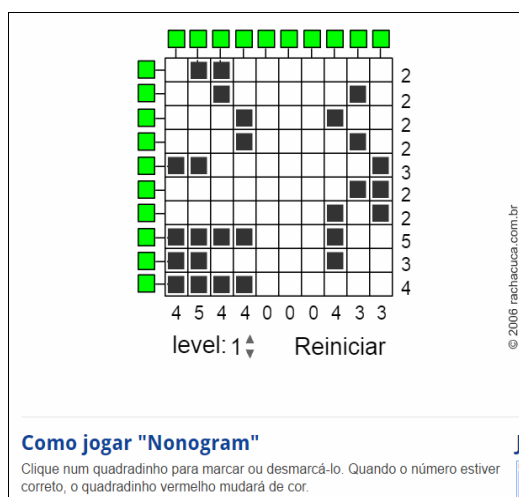 2
2
2
2
3
2
2
5
3
4
4 5 4 4 0 0 0 4 3 3
level: 1 Reiniciar
© 2006 rachacuca.com.br
Como jogar "Nonogram"
J
Clique num quadradinho para marcar ou desmarcá-lo. Quando o número estiver
correto, o quadradinho vermelho mudará de cor.